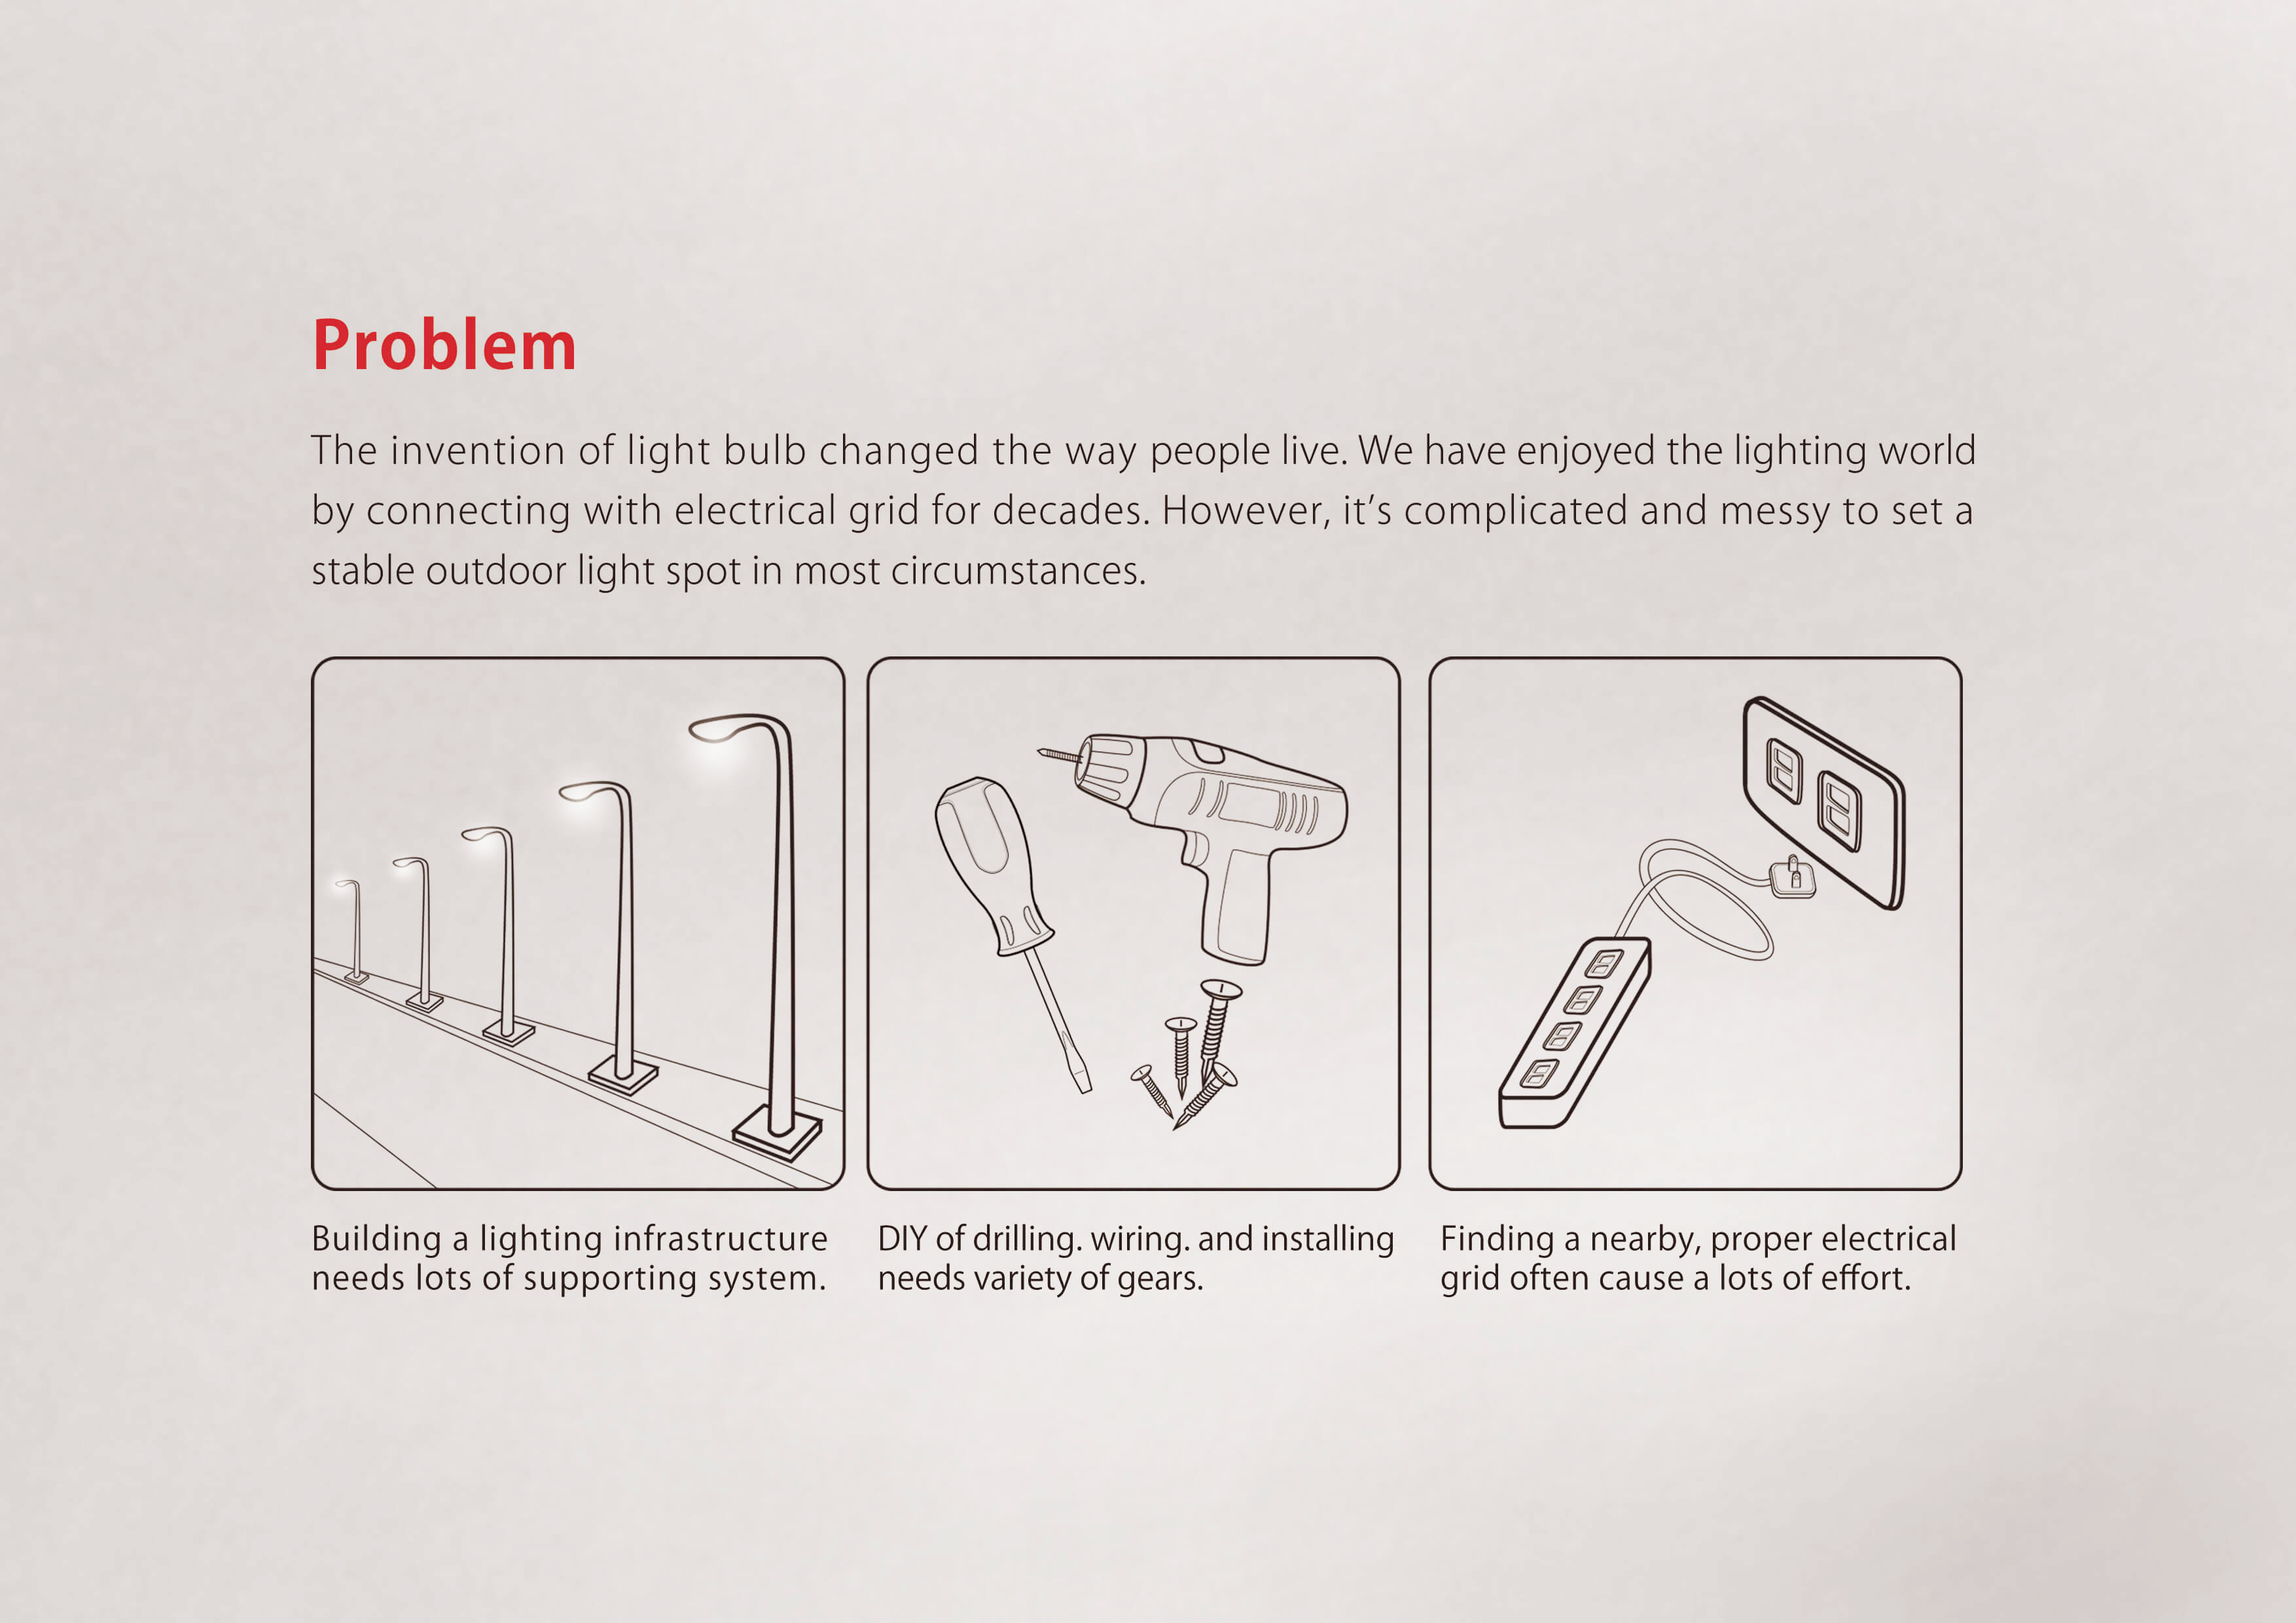 Problem
The invention of light bulb changed the way people live. We have enjoyed the lighting world
by connecting with electrical grid for decades. However, it’s complicated and messy to set a
stable outdoor light spot in most circumstances.
Building a lighting infrastructure
needs lots of supporting system.
DIY of drilling. wiring. and installing
needs variety of gears.
Finding a nearby, proper electrical
grid often cause a lots of effort.